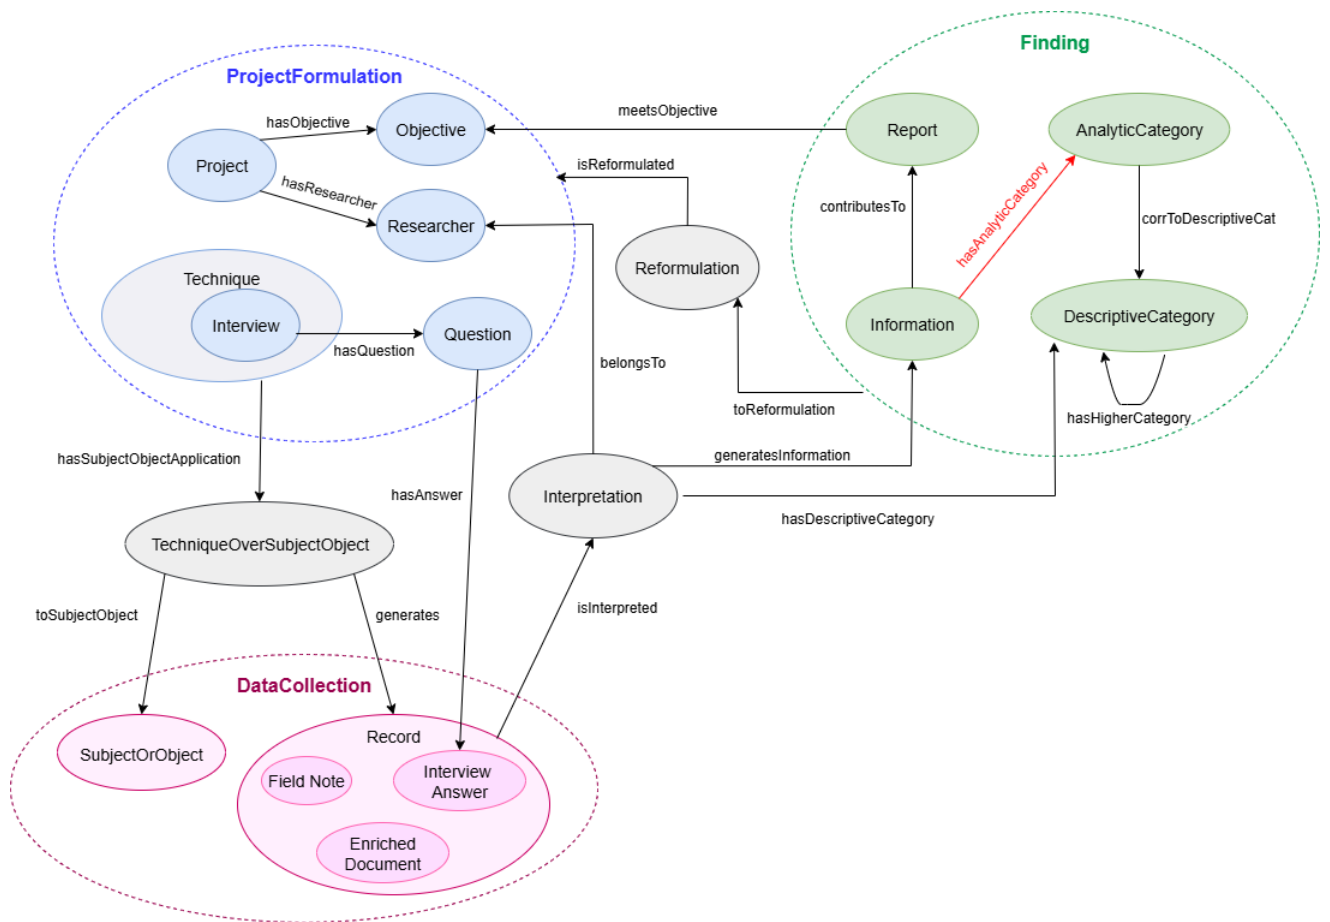 Finding
ProjectFormulation
hasObjective
Objective
meetsObjective
Report
AnalyticCategory
Project
isReformulated
hasResearcher
hasAnalyticCategory
contributesTo
corrToDescriptiveCat
Researcher
Reformulation
Technique
Interview
hasQuestion
Question
Information
DescriptiveCategory
belongsTo
toReformulation
hasHigherCategory
hasSubjectObjectApplication
generatesInformation
hasAnswer
Interpretation
hasDescriptiveCategory
TechniqueOverSubjectObject
toSubjectObject
generates
isInterpreted
DataCollection
Record
SubjectOrObject
Field Note
Interview
Answer
Enriched
Document